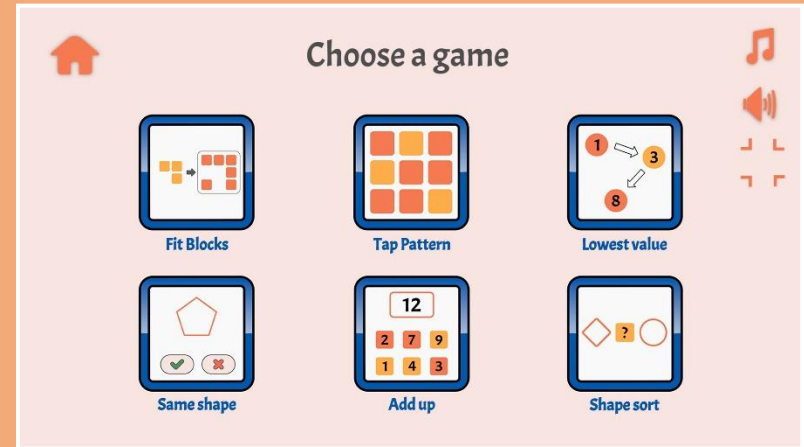 Choose a game
1
3
8
Fit Blocks
Tap Pattern
Lowest value
12
2 7 9
?
1 4 3
Same shape
Add up
Shape sort